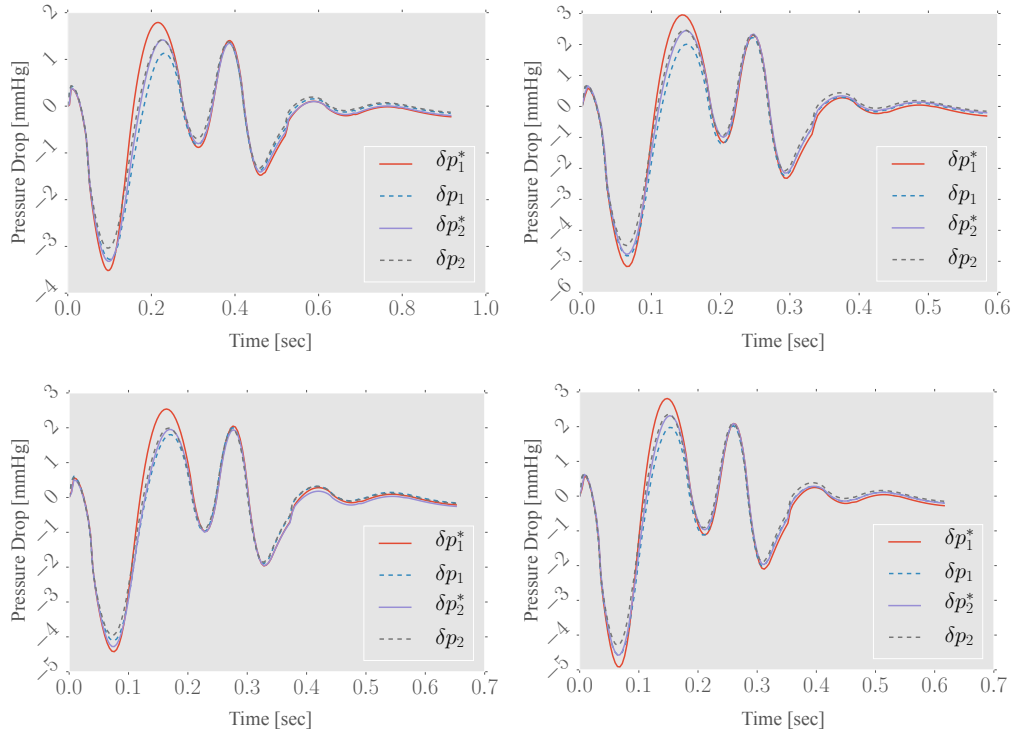 2
1
0
−1
−2
−3
−4
Pressure Drop [mmHg]
δp₁*
δp₁
δp₂*
δp₂
0.0 0.2 0.4 0.6 0.8 1.0
Time [sec]
3
2
1
0
−1
−2
−3
−4
−5
−6
Pressure Drop [mmHg]
δp₁*
δp₁
δp₂*
δp₂
0.0 0.1 0.2 0.3 0.4 0.5 0.6
Time [sec]
3
2
1
0
−1
−2
−3
−4
−5
Pressure Drop [mmHg]
δp₁*
δp₁
δp₂*
δp₂
0.0 0.1 0.2 0.3 0.4 0.5 0.6 0.7
Time [sec]
3
2
1
0
−1
−2
−3
−4
−5
Pressure Drop [mmHg]
δp₁*
δp₁
δp₂*
δp₂
0.0 0.1 0.2 0.3 0.4 0.5 0.6 0.7
Time [sec]